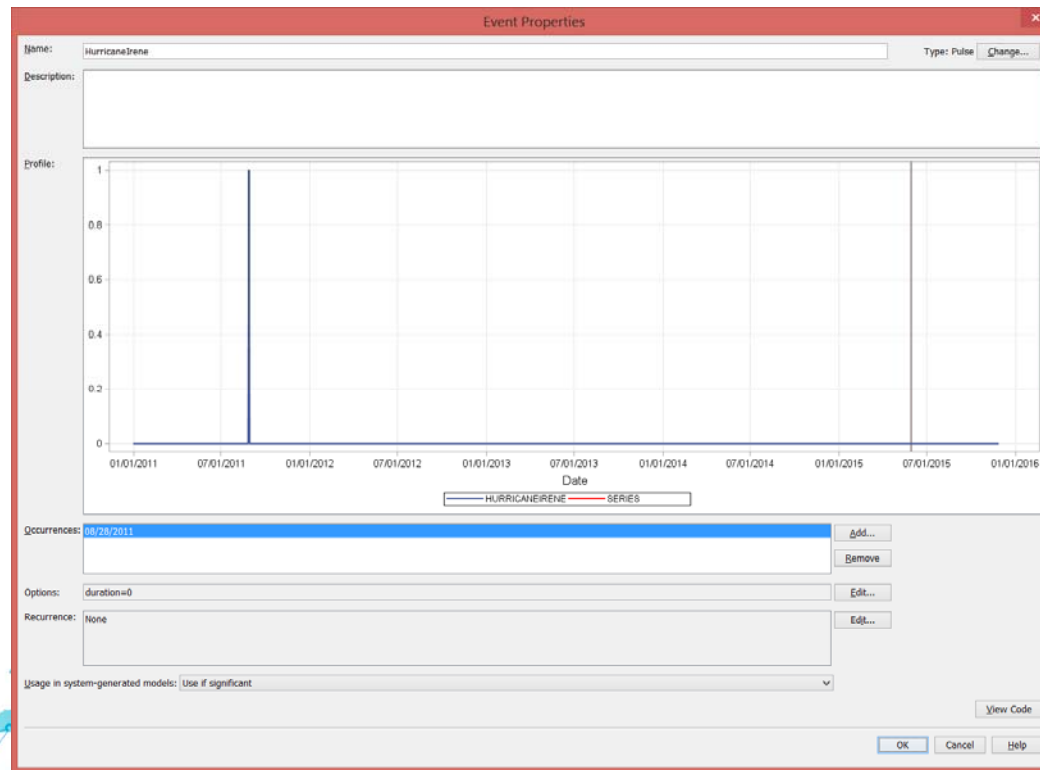 Event Properties
x
Name:
HurricaneIrene
Type: Pulse
Change...
Description:
Profile:
1
0.8
0.6
0.4
0.2
0
01/01/2011 07/01/2011 01/01/2012 07/01/2012 01/01/2013 07/01/2013 01/01/2014 07/01/2014 01/01/2015 07/01/2015 01/01/2016
Date
HURRICANEIRENE SERIES
Occurrences:
08/28/2011
Add...
Remove
Options:
duration=0
Edit...
Recurrence:
None
Edit...
Usage in system-generated models: Use if significant
View Code
OK Cancel Help